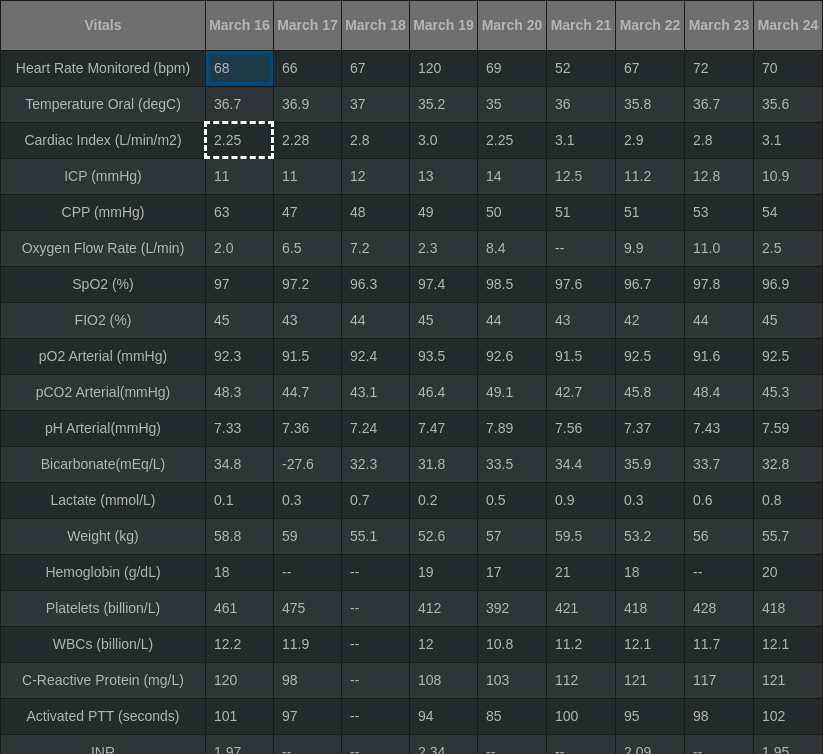 Vitals March 16 March 17 March 18 March 19 March 20 March 21 March 22 March 23 March 24
Heart Rate Monitored (bpm) 68 66 67 120 69 52 67 72 70
Temperature Oral (degC) 36.7 36.9 37 35.2 35 36 35.8 36.7 35.6
Cardiac Index (L/min/m2) 2.25 2.28 2.8 3.0 2.25 3.1 2.9 2.8 3.1
ICP (mmHg) 11 11 12 13 14 12.5 11.2 12.8 10.9
CPP (mmHg) 63 47 48 49 50 51 51 53 54
Oxygen Flow Rate (L/min) 2.0 6.5 7.2 2.3 8.4 -- 9.9 11.0 2.5
SpO2 (%) 97 97.2 96.3 97.4 98.5 97.6 96.7 97.8 96.9
FIO2 (%) 45 43 44 45 44 43 42 44 45
pO2 Arterial (mmHg) 92.3 91.5 92.4 93.5 92.6 91.5 92.5 91.6 92.5
pCO2 Arterial(mmHg) 48.3 44.7 43.1 46.4 49.1 42.7 45.8 48.4 45.3
pH Arterial(mmHg) 7.33 7.36 7.24 7.47 7.89 7.56 7.37 7.43 7.59
Bicarbonate(mEq/L) 34.8 -27.6 32.3 31.8 33.5 34.4 35.9 33.7 32.8
Lactate (mmol/L) 0.1 0.3 0.7 0.2 0.5 0.9 0.3 0.6 0.8
Weight (kg) 58.8 59 55.1 52.6 57 59.5 53.2 56 55.7
Hemoglobin (g/dL) 18 -- -- 19 17 21 18 -- 20
Platelets (billion/L) 461 475 -- 412 392 421 418 428 418
WBCs (billion/L) 12.2 11.9 -- 12 10.8 11.2 12.1 11.7 12.1
C-Reactive Protein (mg/L) 120 98 -- 108 103 112 121 117 121
Activated PTT (seconds) 101 97 -- 94 85 100 95 98 102
INR 1.97 -- -- 2.34 -- -- 2.09 -- 1.95